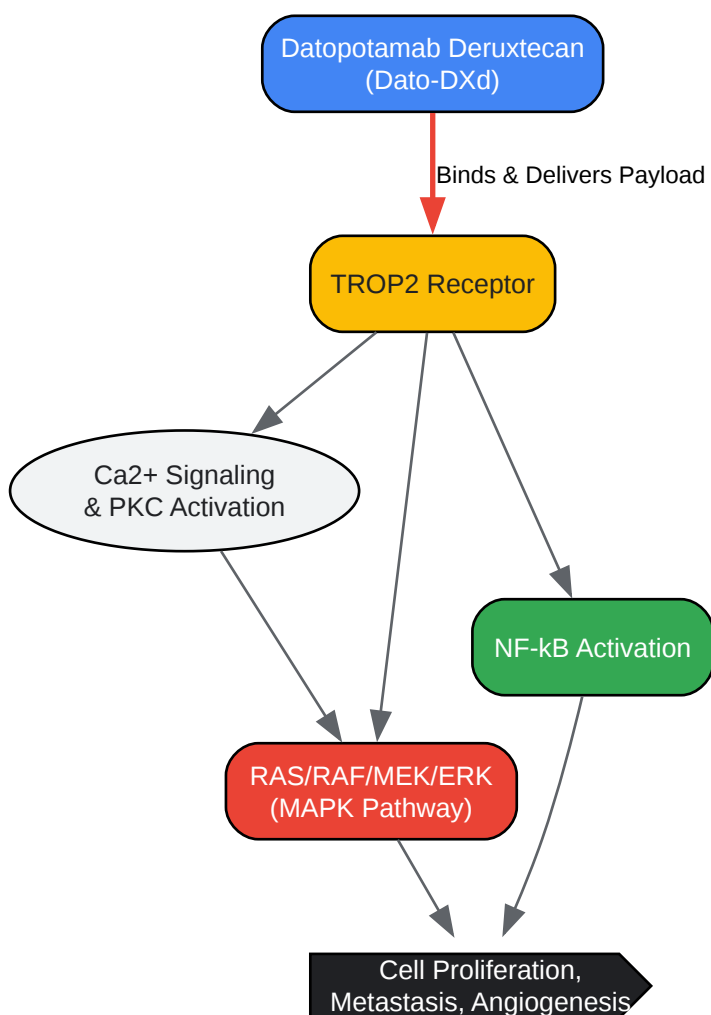 Datopotamab Deruxtecan
(Dato-DXd)
Binds & Delivers Payload
TROP2 Receptor
Ca2+ Signaling
& PKC Activation
NF-kB Activation
RAS/RAF/MEK/ERK
(MAPK Pathway)
Cell Proliferation,
Metastasis, Angiogenesis